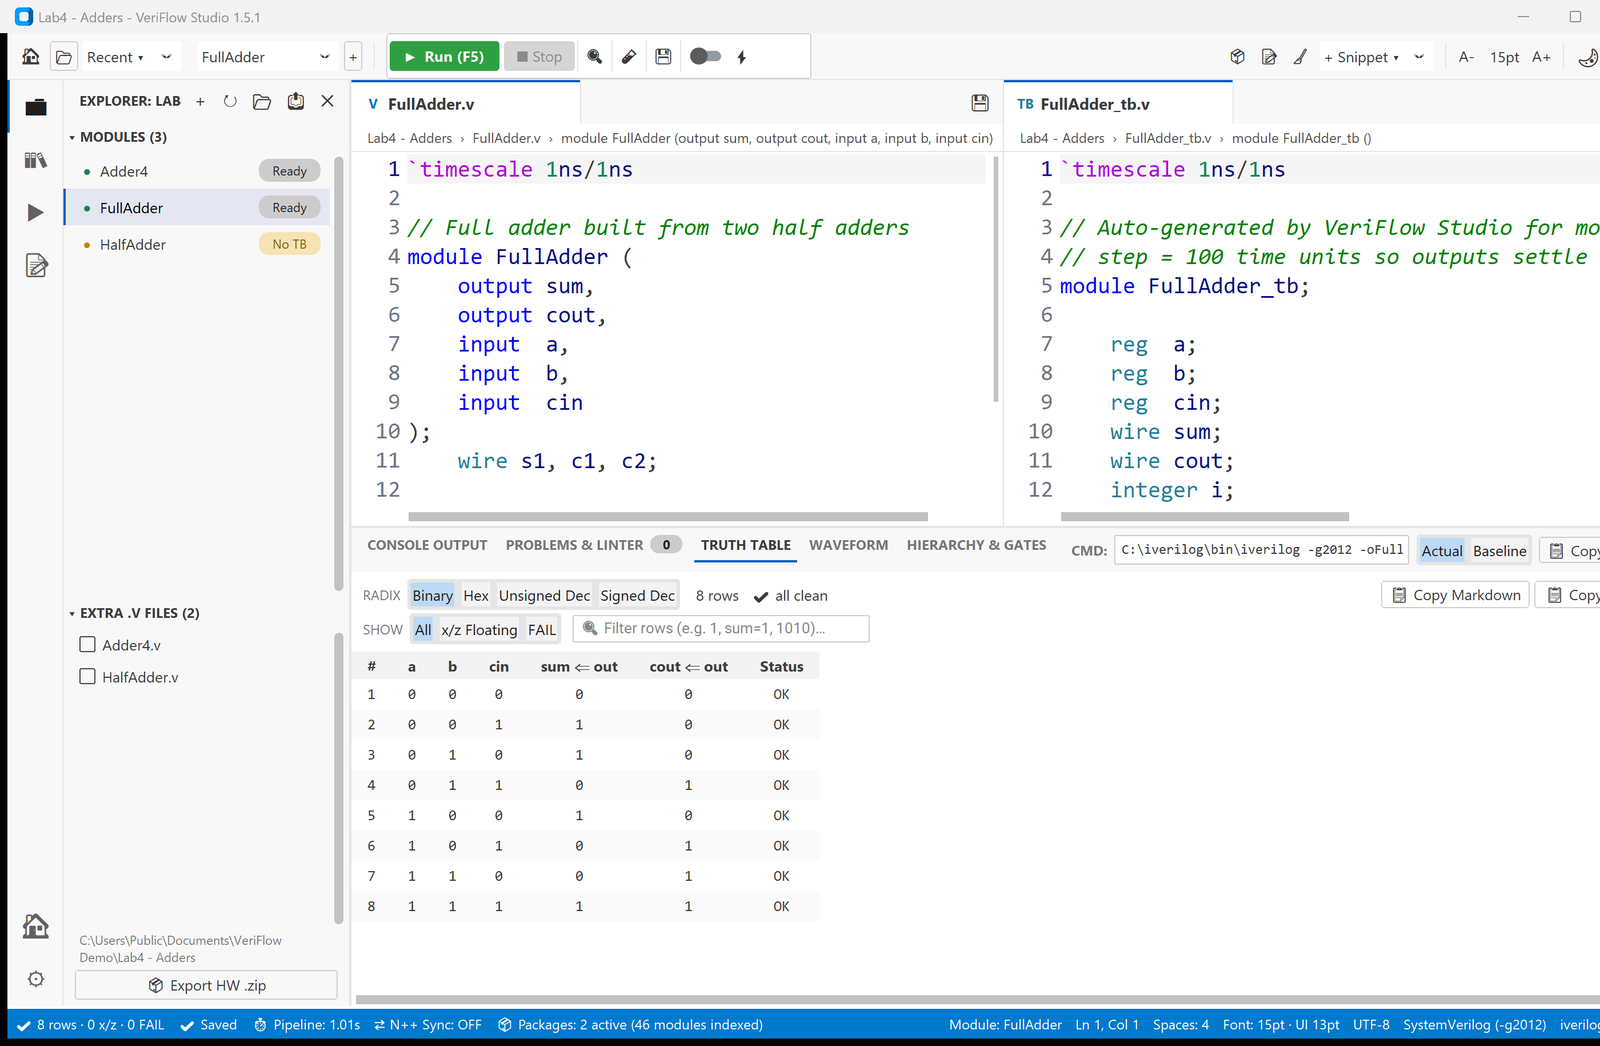 Lab4 - Adders - VeriFlow Studio 1.5.1
Recent
FullAdder
+
Run (F5)
Stop
+ Snippet
A-
15pt
A+
EXPLORER: LAB
MODULES (3)
Adder4
Ready
FullAdder
Ready
HalfAdder
No TB
EXTRA .V FILES (2)
Adder4.v
HalfAdder.v
C:\Users\Public\Documents\VeriFlow
Demo\Lab4 - Adders
Export HW .zip
V FullAdder.v
Lab4 - Adders › FullAdder.v › module FullAdder (output sum, output cout, input a, input b, input cin)
1 `timescale 1ns/1ns
2
3 // Full adder built from two half adders
4 module FullAdder (
5 output sum,
6 output cout,
7 input a,
8 input b,
9 input cin
10 );
11 wire s1, c1, c2;
12
TB FullAdder_tb.v
Lab4 - Adders › FullAdder_tb.v › module FullAdder_tb ()
1 `timescale 1ns/1ns
2
3 // Auto-generated by VeriFlow Studio for mo
4 // step = 100 time units so outputs settle
5 module FullAdder_tb;
6
7 reg a;
8 reg b;
9 reg cin;
10 wire sum;
11 wire cout;
12 integer i;
CONSOLE OUTPUT PROBLEMS & LINTER 0 TRUTH TABLE WAVEFORM HIERARCHY & GATES CMD: C:\iverilog\bin\iverilog -g2012 -oFull Actual Baseline Copy
RADIX Binary Hex Unsigned Dec Signed Dec 8 rows all clean Copy Markdown Copy
SHOW All x/z Floating FAIL Filter rows (e.g. 1, sum=1, 1010)...
# a b cin sum ⇐ out cout ⇐ out Status
1 0 0 0 0 0 OK
2 0 0 1 1 0 OK
3 0 1 0 1 0 OK
4 0 1 1 0 1 OK
5 1 0 0 1 0 OK
6 1 0 1 0 1 OK
7 1 1 0 0 1 OK
8 1 1 1 1 1 OK
8 rows · 0 x/z · 0 FAIL Saved Pipeline: 1.01s N++ Sync: OFF Packages: 2 active (46 modules indexed) Module: FullAdder Ln 1, Col 1 Spaces: 4 Font: 15pt · UI 13pt UTF-8 SystemVerilog (-g2012) iverilog